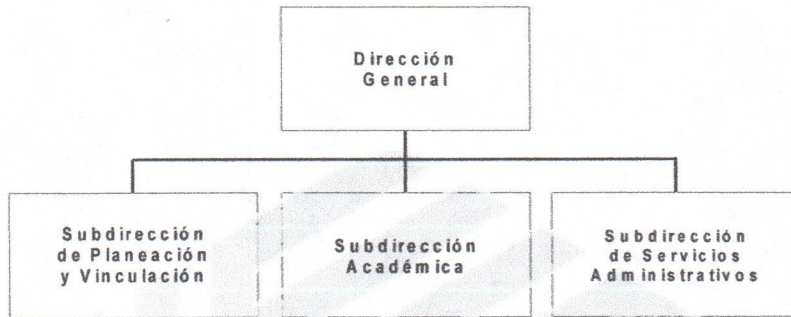 Dirección
General
Subdirección
de Planeación
y Vinculación
Subdirección
Académica
Subdirección
de Servicios
Administrativos